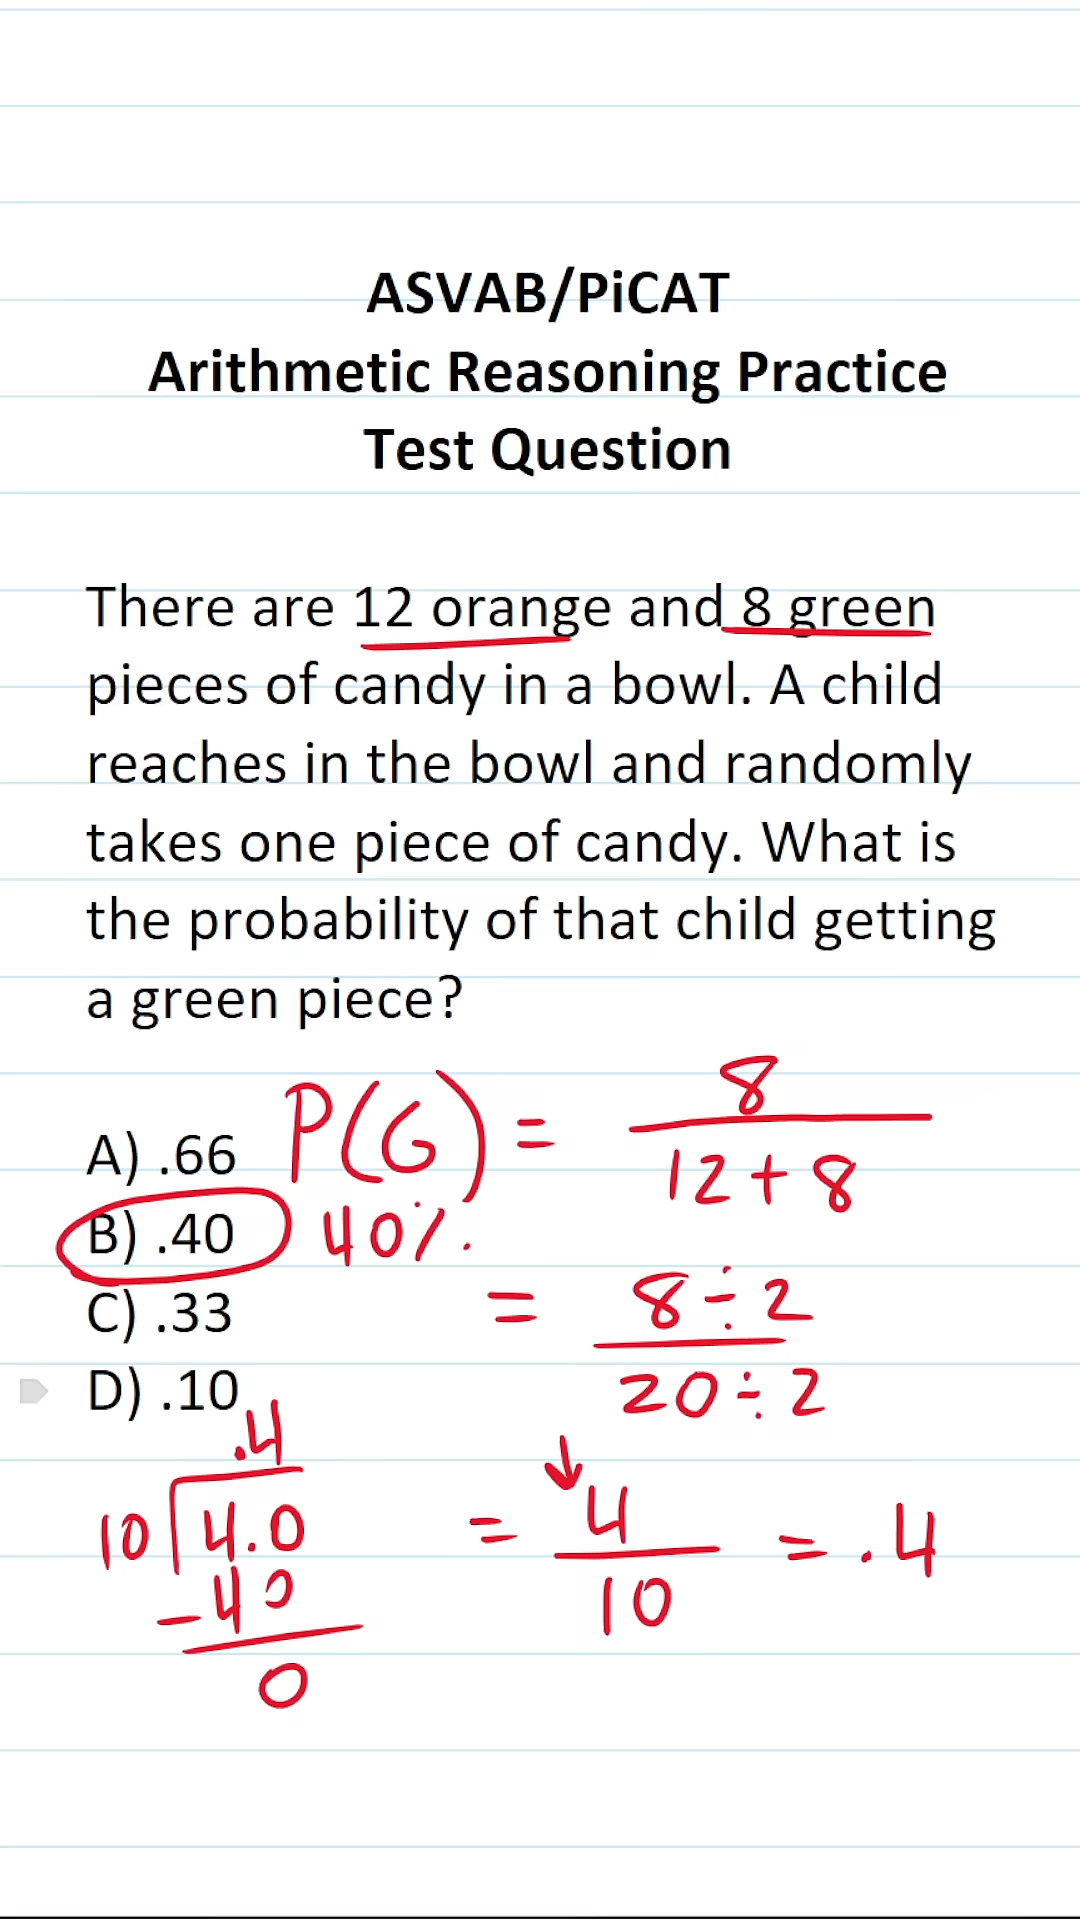 ASVAB/PiCAT
Arithmetic Reasoning Practice
Test Question
There are 12 orange and 8 green
pieces of candy in a bowl. A child
reaches in the bowl and randomly
takes one piece of candy. What is
the probability of that child getting
a green piece?
A) .66
B) .40
C) .33
D) .10
P(G) = 8
12 + 8
40%.
= 8 ÷ 2
20 ÷ 2
= 4
10
= .4
.4
10 4.0
- 40
0